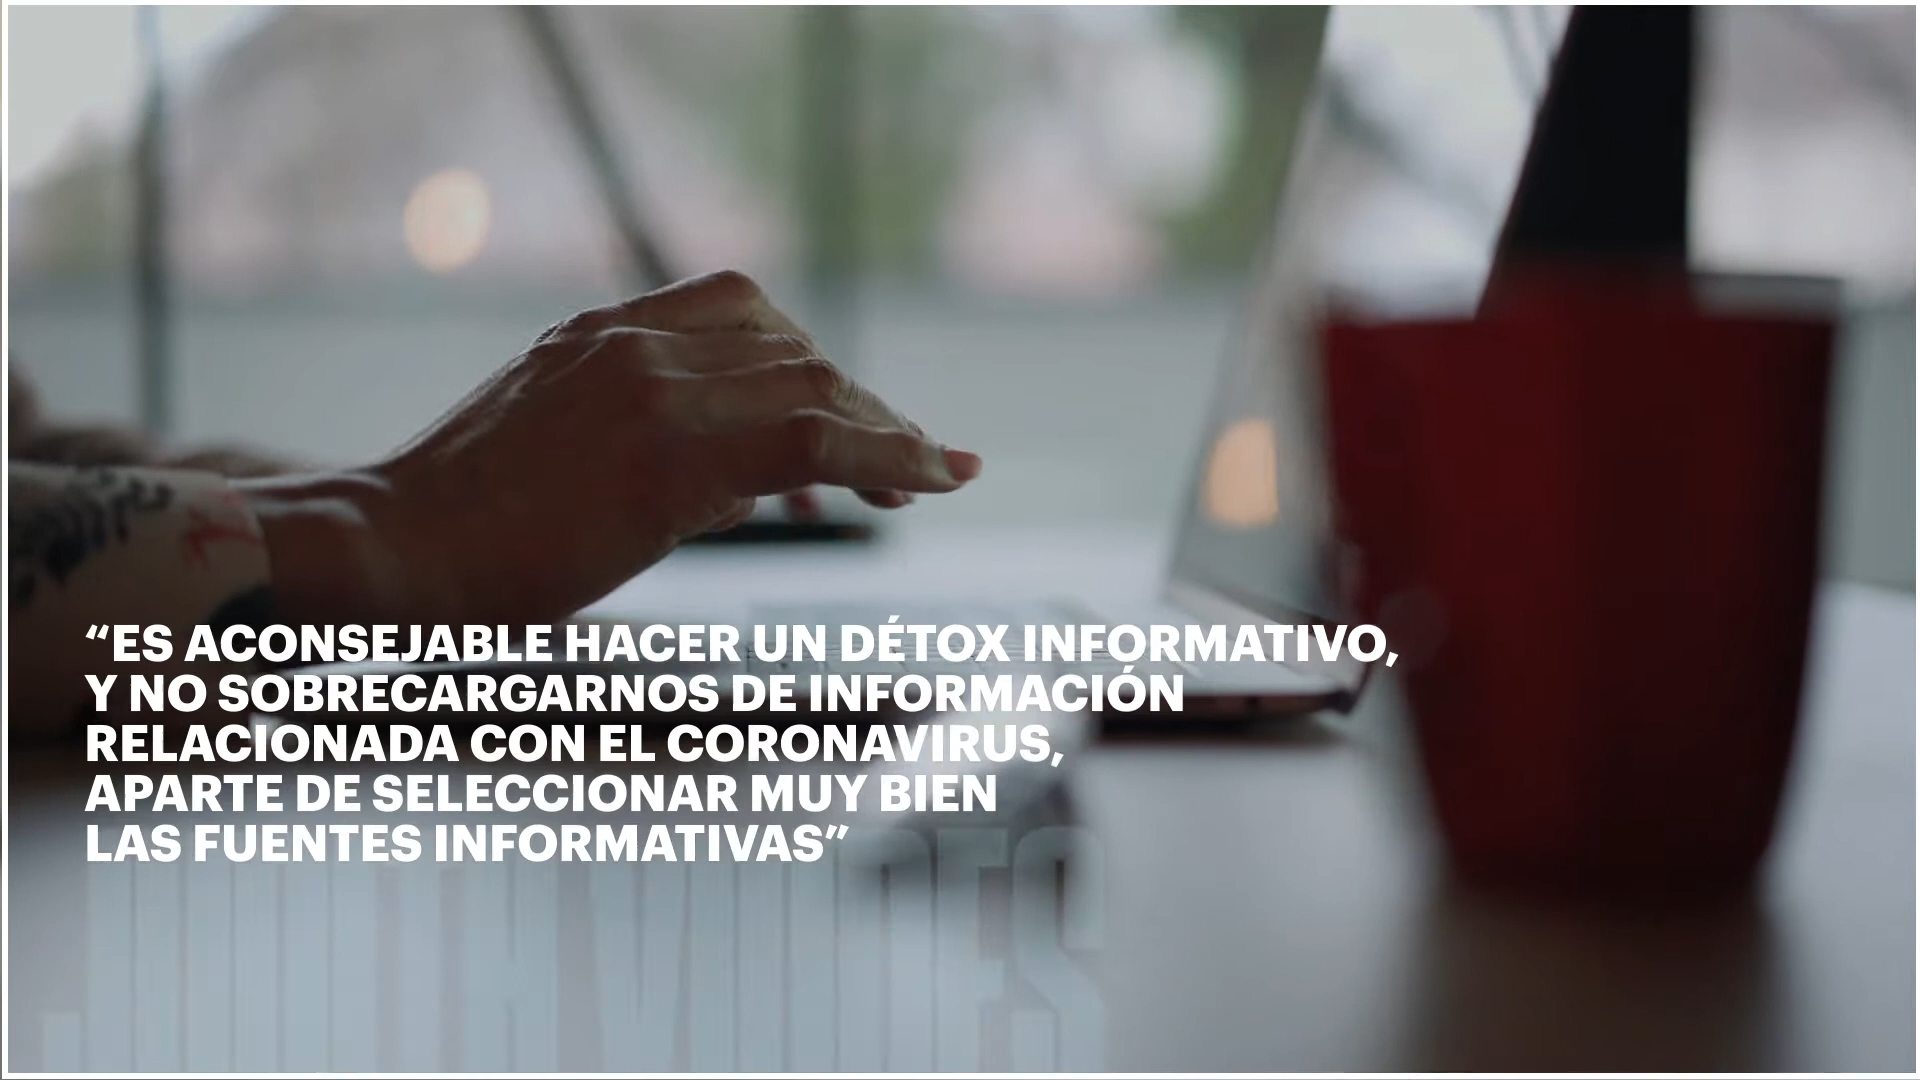 “ES ACONSEJABLE HACER UN DÉTOX INFORMATIVO,
Y NO SOBRECARGARNOS DE INFORMACIÓN
RELACIONADA CON EL CORONAVIRUS,
APARTE DE SELECCIONAR MUY BIEN
LAS FUENTES INFORMATIVAS”